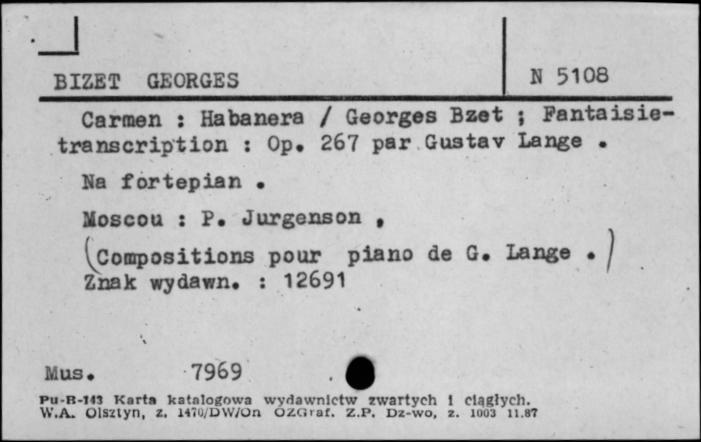 BIZET GEORGES
N 5108
Carmen : Habanera / Georges Bzet ; Fantaisie-
transcription : Op. 267 par Gustav Lange .
Na fortepian .
Moscou : P. Jurgenson ,
(Compositions pour piano de G. Lange . )
Znak wydawn. : 12691
Mus. 7969
Pu-B-143 Karta katalogowa wydawnictw zwartych i ciągłych.
W.A. Olsztyn, z. 1470/DW/On OZGraf. Z.P. Dz-wo, z. 1003 11.87